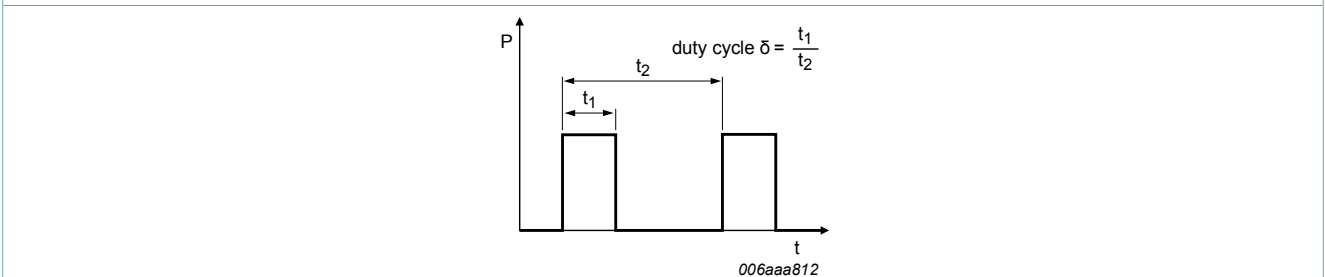 P
duty cycle δ = t1
t2
t2
t1
t
006aaa812